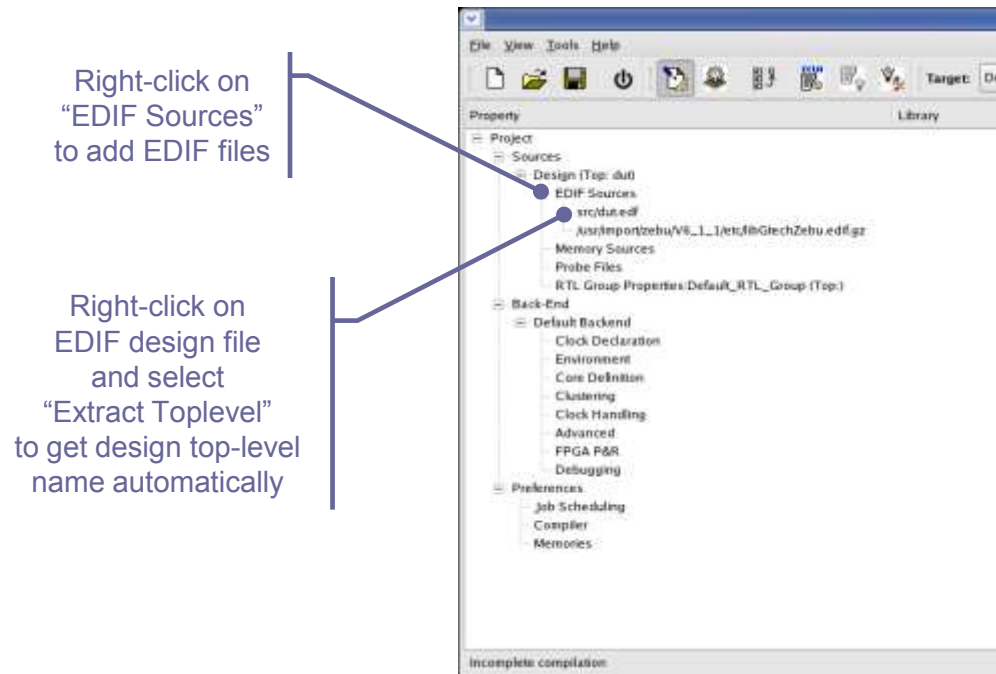 Right-click on
“EDIF Sources”
to add EDIF files
Right-click on
EDIF design file
and select
“Extract Toplevel”
to get design top-level
name automatically
File View Tools Help
Target: De
Property Library
Project
Sources
Design (Top: dut)
EDIF Sources
src/dut.edf
/usr/import/zebu/V6_1_1/etc/libGtechZebu.edif.gz
Memory Sources
Probe Files
RTL Group Properties:Default_RTL_Group (Top:)
Back-End
Default Backend
Clock Declaration
Environment
Core Definition
Clustering
Clock Handling
Advanced
FPGA P&R
Debugging
Preferences
Job Scheduling
Compiler
Memories
Incomplete compilation